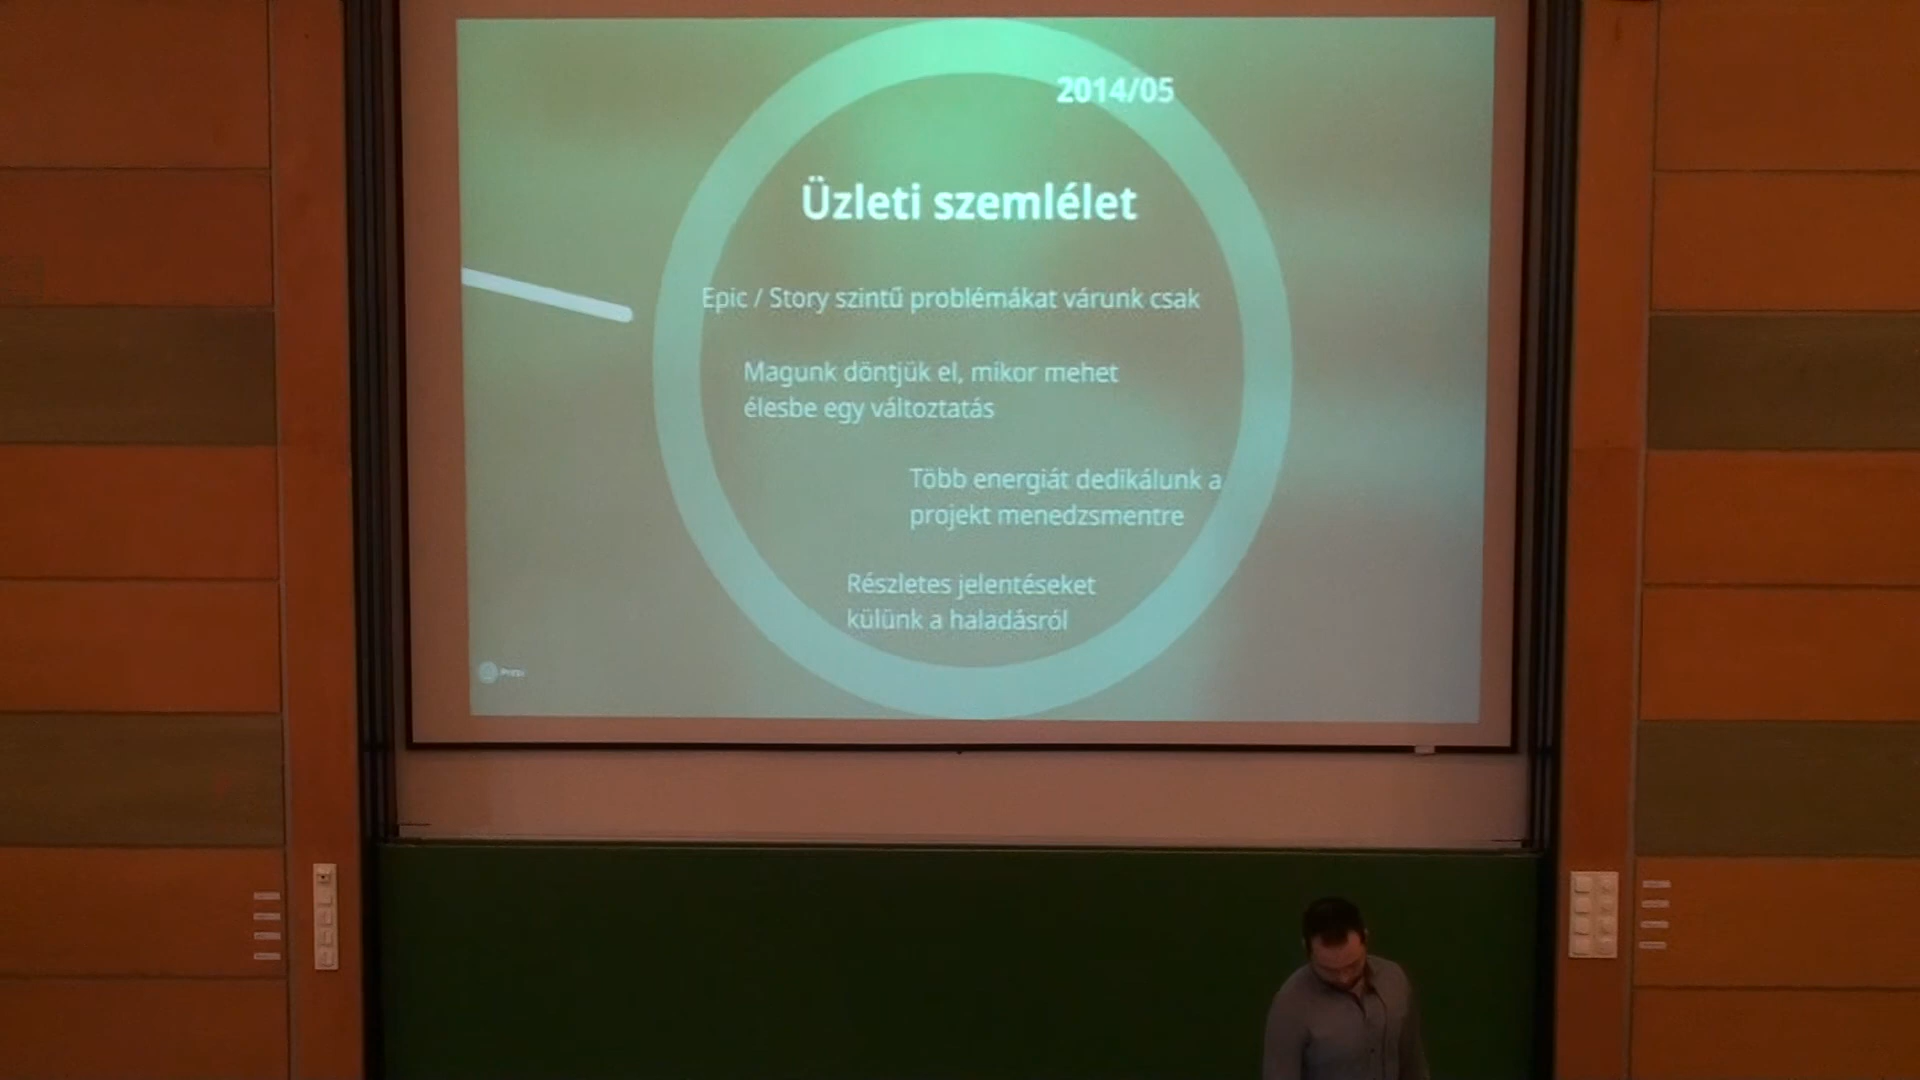 2014/05
Üzleti szemlélet
Epic / Story szintű problémákat várunk csak
Magunk döntjük el, mikor mehet
élesbe egy változtatás
Több energiát dedikálunk a
projekt menedzsmentre
Részletes jelentéseket
külünk a haladásról
Prezi